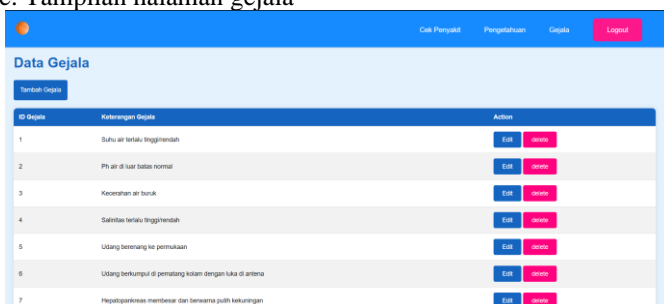 c. Tampilan halaman gejala
Cek Penyakit Pengetahuan Gejala Logout
Data Gejala
Tambah Gejala
ID Gejala Keterangan Gejala Action
1 Suhu air terlalu tinggi/rendah Edit delete
2 Ph air di luar batas normal Edit delete
3 Kecerahan air buruk Edit delete
4 Salinitas terlalu tinggi/rendah Edit delete
5 Udang berenang ke permukaan Edit delete
6 Udang berkumpul di pematang kolam dengan luka di antena Edit delete
7 Hepatopankreas membesar dan berwarna putih kekuningan Edit delete